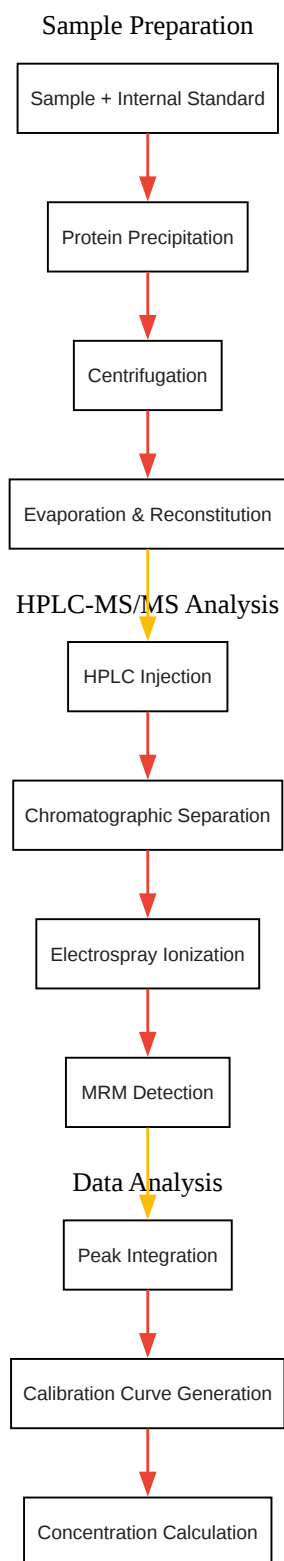 Sample Preparation
Sample + Internal Standard
Protein Precipitation
Centrifugation
Evaporation & Reconstitution
HPLC-MS/MS Analysis
HPLC Injection
Chromatographic Separation
Electrospray Ionization
MRM Detection
Data Analysis
Peak Integration
Calibration Curve Generation
Concentration Calculation